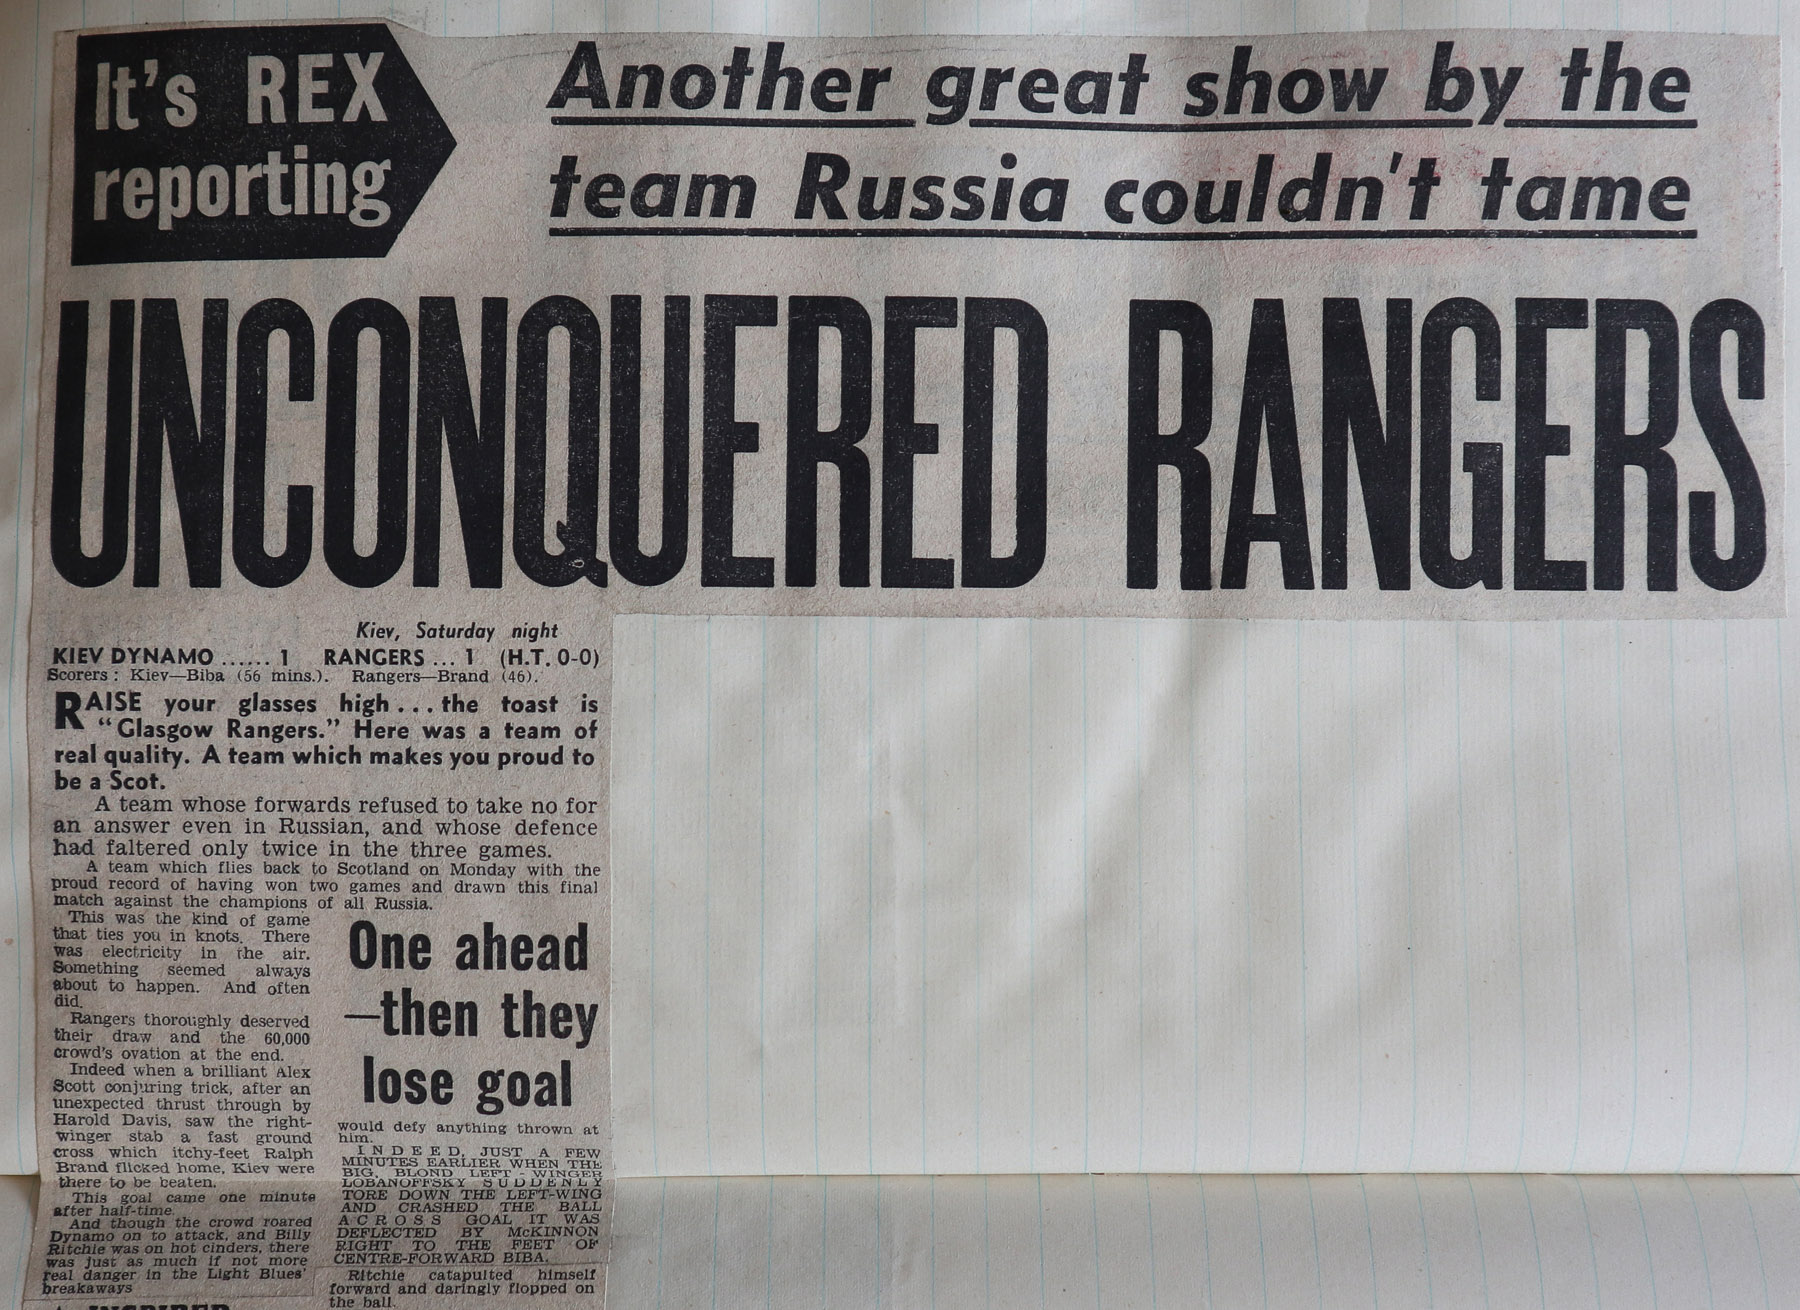 It's REX
reporting
Another great show by the
team Russia couldn't tame
UNCONQUERED RANGERS
Kiev, Saturday night
KIEV DYNAMO ...... 1 RANGERS ... 1 (H.T. 0-0)
Scorers: Kiev—Biba (56 mins.). Rangers—Brand (46).
RAISE your glasses high . . . the toast is
"Glasgow Rangers." Here was a team of
real quality. A team which makes you proud to
be a Scot.
A team whose forwards refused to take no for
an answer even in Russian, and whose defence
had faltered only twice in the three games.
A team which flies back to Scotland on Monday with the
proud record of having won two games and drawn this final
match against the champions of all Russia.
This was the kind of game
that ties you in knots. There
was electricity in the air.
Something seemed always
about to happen. And often
did.
Rangers thoroughly deserved
their draw and the 60,000
crowd's ovation at the end.
Indeed when a brilliant Alex
Scott conjuring trick, after an
unexpected thrust through by
Harold Davis, saw the right-
winger stab a fast ground
cross which itchy-feet Ralph
Brand flicked home, Kiev were
there to be beaten.
This goal came one minute
after half-time.
And though the crowd roared
Dynamo on to attack, and Billy
Ritchie was on hot cinders, there
was just as much if not more
real danger in the Light Blues'
breakaways
INSPIRED
One ahead
—then they
lose goal
would defy anything thrown at
him.
INDEED, JUST A FEW
MINUTES EARLIER WHEN THE
BIG, BLOND LEFT-WINGER
LOBANOFFSKY SUDDENLY
TORE DOWN THE LEFT-WING
AND CRASHED THE BALL
ACROSS GOAL IT WAS
DEFLECTED BY McKINNON
RIGHT TO THE FEET OF
CENTRE-FORWARD BIBA.
Ritchie catapulted himself
forward and daringly flopped on
the ball.